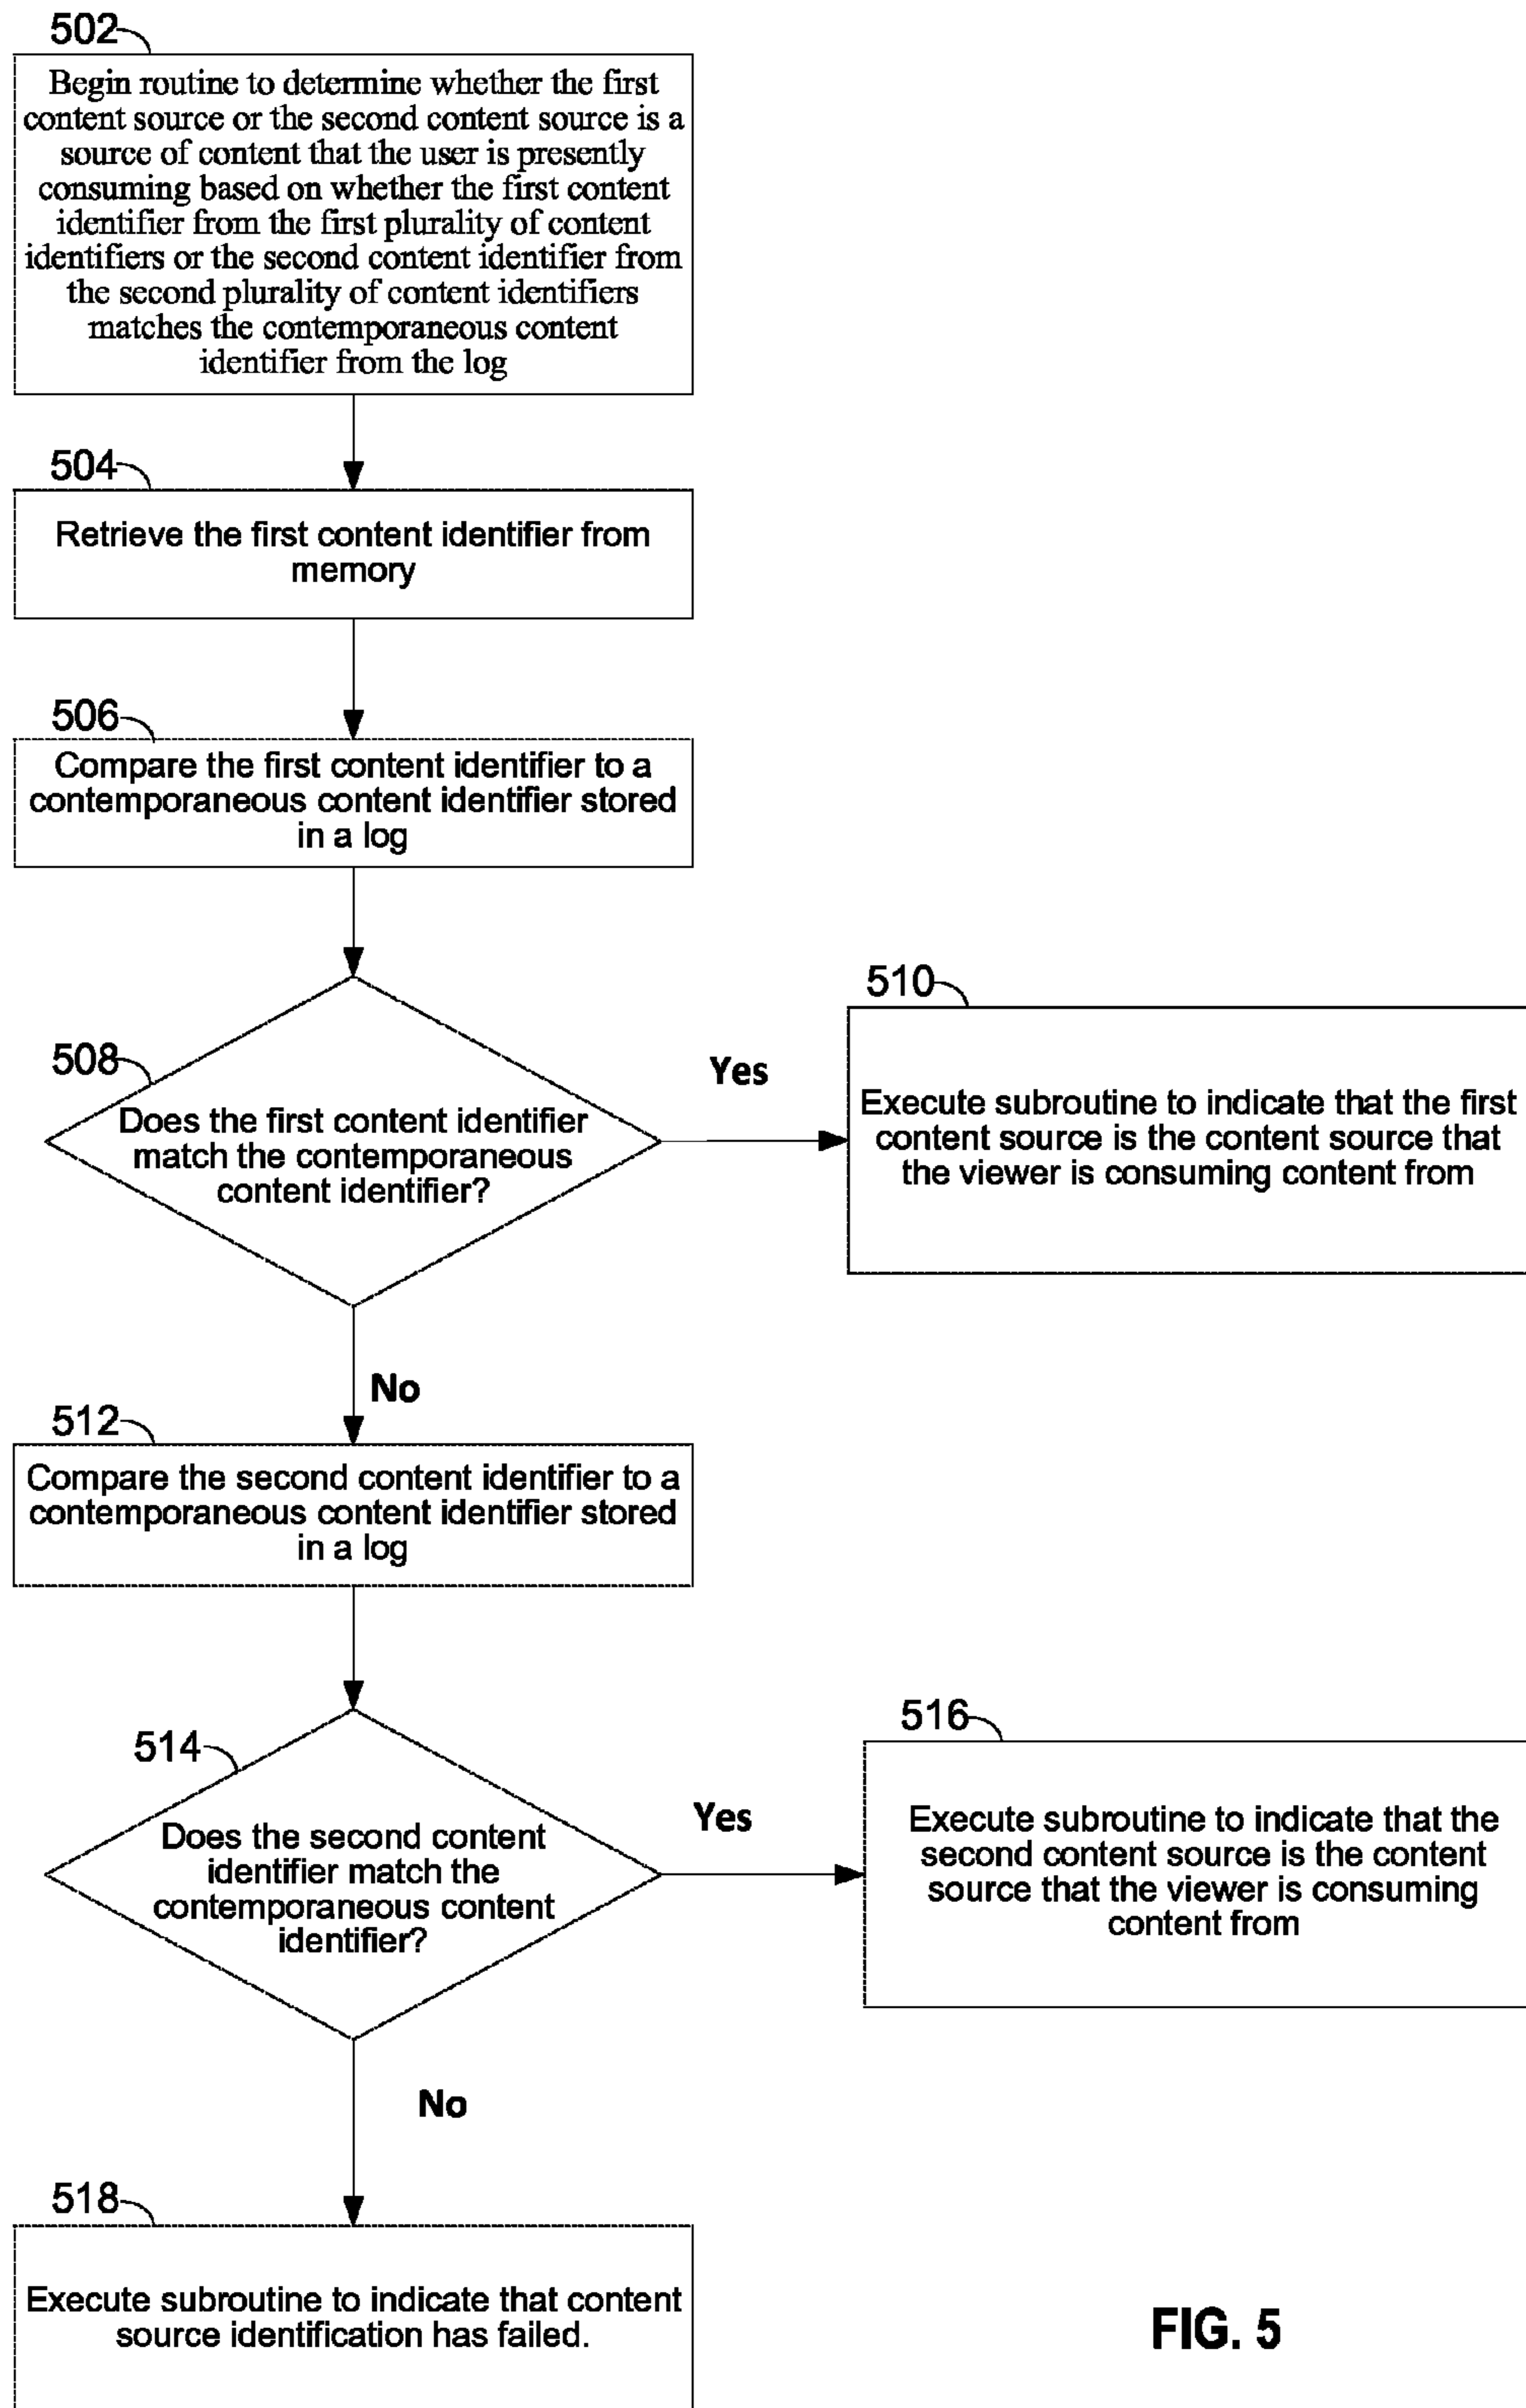 502
Begin routine to determine whether the first
content source or the second content source is a
source of content that the user is presently
consuming based on whether the first content
identifier from the first plurality of content
identifiers or the second content identifier from
the second plurality of content identifiers
matches the contemporaneous content
identifier from the log
504
Retrieve the first content identifier from
memory
506
Compare the first content identifier to a
contemporaneous content identifier stored
in a log
508
Does the first content identifier
match the contemporaneous
content identifier?
Yes
510
Execute subroutine to indicate that the first
content source is the content source that
the viewer is consuming content from
No
512
Compare the second content identifier to a
contemporaneous content identifier stored
in a log
514
Does the second content
identifier match the
contemporaneous content
identifier?
Yes
516
Execute subroutine to indicate that the
second content source is the content
source that the viewer is consuming
content from
No
518
Execute subroutine to indicate that content
source identification has failed.
FIG. 5